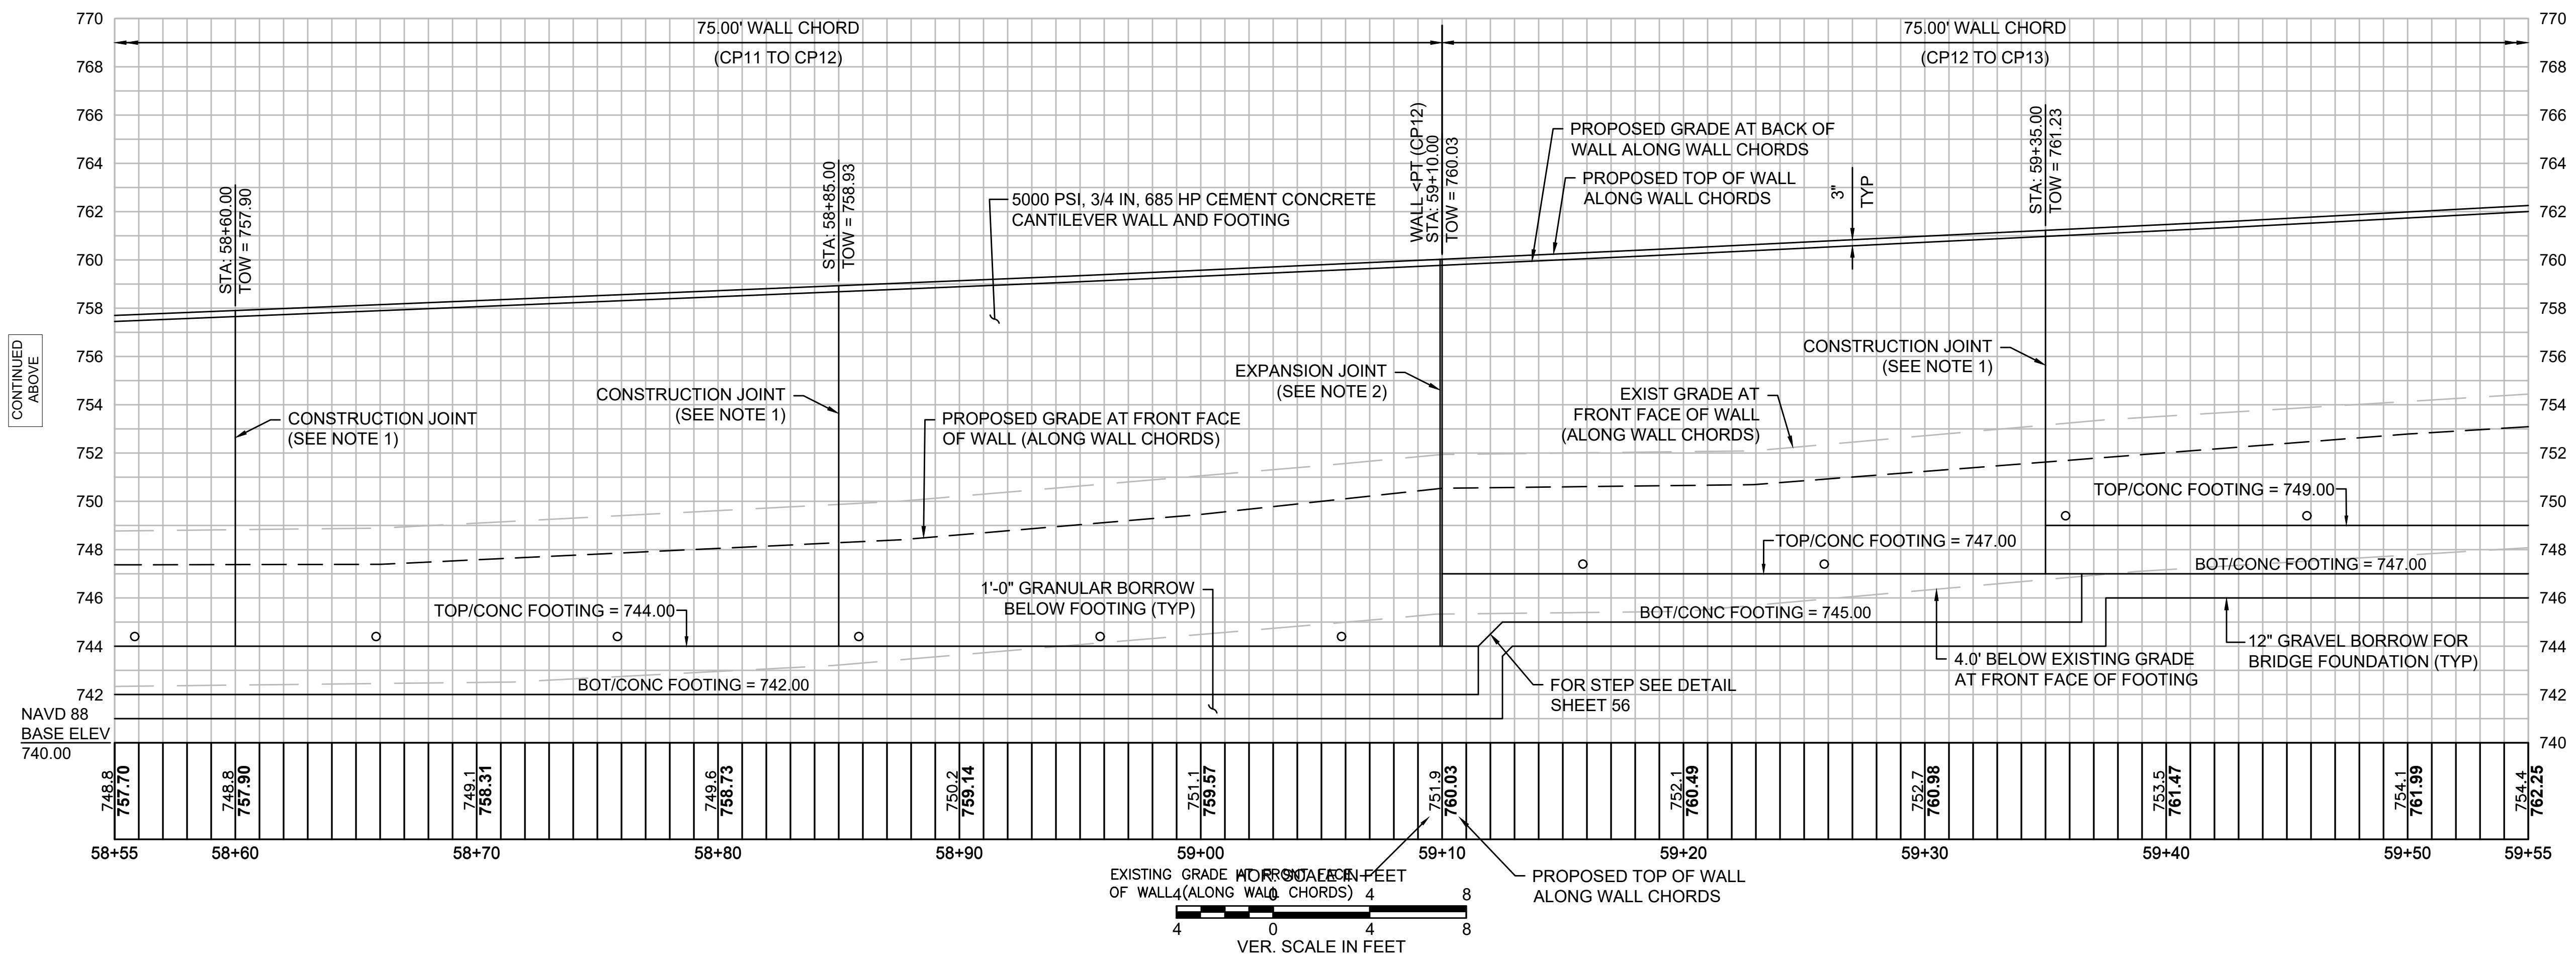 770
75.00' WALL CHORD
75.00' WALL CHORD
770
(CP11 TO CP12)
(CP12 TO CP13)
768
768
766
766
764
764
762
762
760
760
758
758
756
756
754
754
752
752
750
750
748
748
746
746
744
744
742
742
740
CONTINUED
ABOVE
STA: 58+60.00
TOW = 757.90
STA: 58+85.00
TOW = 758.93
WALL <PT (CP12)
STA: 59+10.00
TOW = 760.03
STA: 59+35.00
TOW = 761.23
PROPOSED GRADE AT BACK OF
WALL ALONG WALL CHORDS
PROPOSED TOP OF WALL
ALONG WALL CHORDS
3"
TYP
5000 PSI, 3/4 IN, 685 HP CEMENT CONCRETE
CANTILEVER WALL AND FOOTING
CONSTRUCTION JOINT
(SEE NOTE 1)
CONSTRUCTION JOINT
(SEE NOTE 1)
PROPOSED GRADE AT FRONT FACE
OF WALL (ALONG WALL CHORDS)
EXPANSION JOINT
(SEE NOTE 2)
EXIST GRADE AT
FRONT FACE OF WALL
(ALONG WALL CHORDS)
CONSTRUCTION JOINT
(SEE NOTE 1)
TOP/CONC FOOTING = 749.00
TOP/CONC FOOTING = 747.00
BOT/CONC FOOTING = 747.00
1'-0" GRANULAR BORROW
BELOW FOOTING (TYP)
TOP/CONC FOOTING = 744.00
BOT/CONC FOOTING = 745.00
BOT/CONC FOOTING = 742.00
FOR STEP SEE DETAIL
SHEET 56
4.0' BELOW EXISTING GRADE
AT FRONT FACE OF FOOTING
12" GRAVEL BORROW FOR
BRIDGE FOUNDATION (TYP)
NAVD 88
BASE ELEV
740.00
748.8
757.70
748.8
757.90
749.1
758.31
749.6
758.73
750.2
759.14
751.1
759.57
751.9
760.03
752.1
760.49
752.7
760.98
753.5
761.47
754.1
761.99
754.4
762.25
58+55
58+60
58+70
58+80
58+90
59+00
59+10
59+20
59+30
59+40
59+50
59+55
EXISTING GRADE AT FRONT FACE
OF WALL (ALONG WALL CHORDS)
HOR. SCALE IN FEET
4 0 4 8
4 0 4 8
VER. SCALE IN FEET
PROPOSED TOP OF WALL
ALONG WALL CHORDS